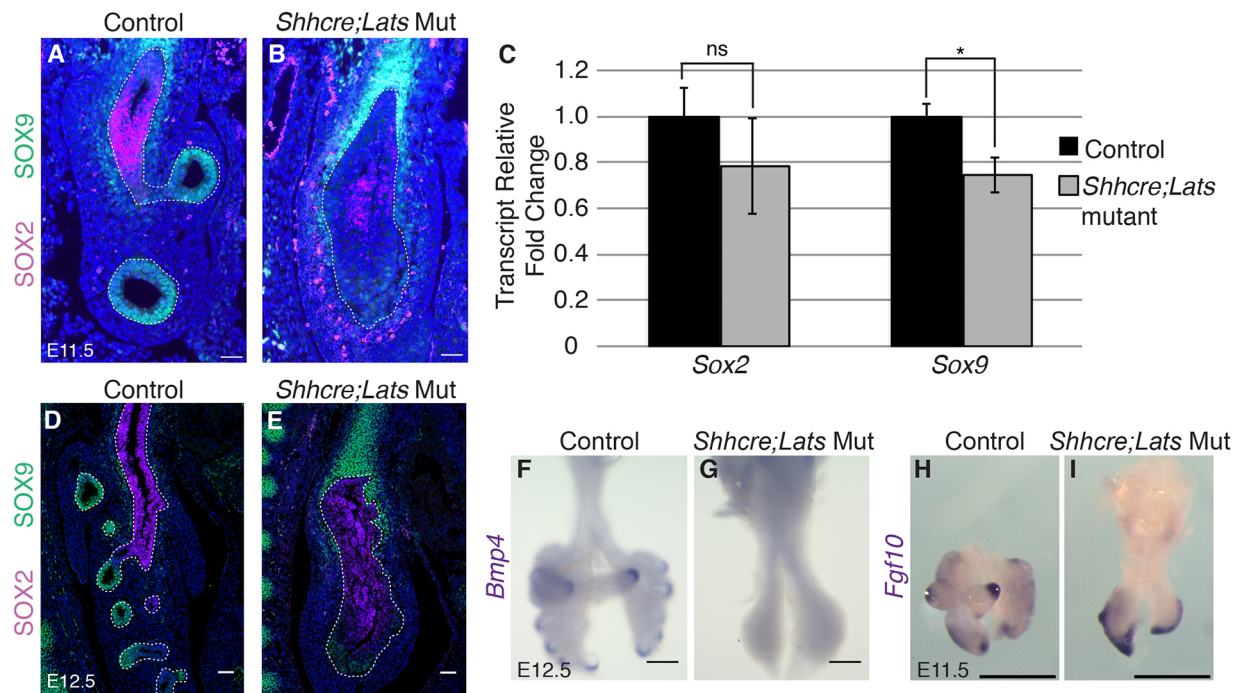 Control
Shhcre;Lats Mut
A
B
SOX9
SOX2
E11.5
C
ns
*
1.2
1.0
0.8
0.6
0.4
0.2
0
Transcript Relative
Fold Change
Sox2
Sox9
Control
Shhcre;Lats
mutant
Control
Shhcre;Lats Mut
D
E
SOX9
SOX2
E12.5
Control
Shhcre;Lats Mut
F
G
Bmp4
E12.5
Control
Shhcre;Lats Mut
H
I
Fgf10
E11.5